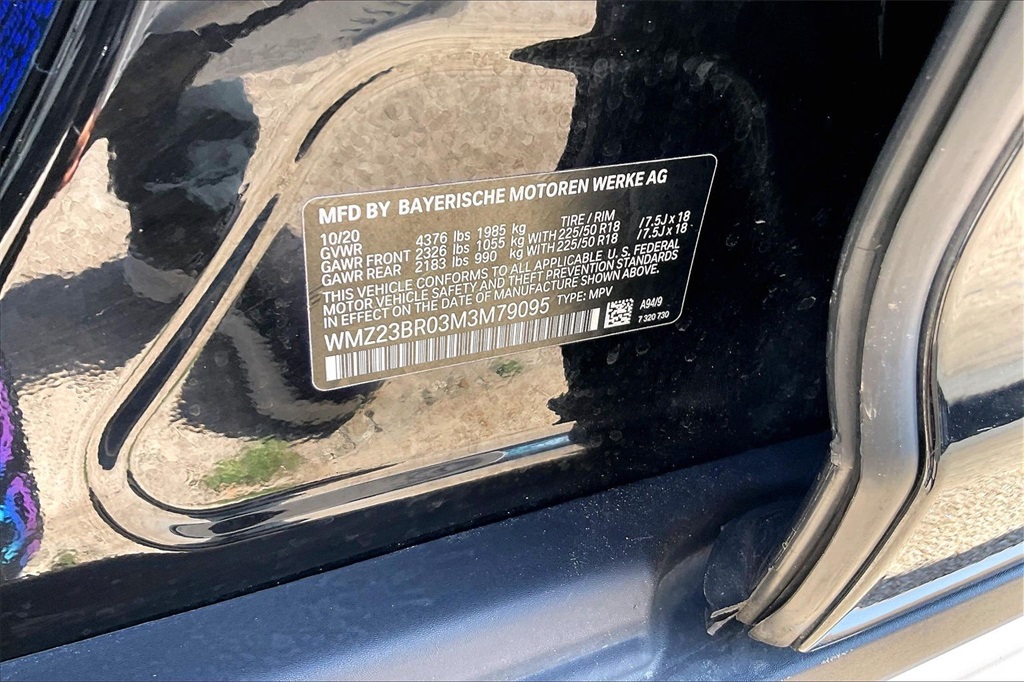 MFD BY BAYERISCHE MOTOREN WERKE AG
10/20 TIRE / RIM
GVWR 4376 lbs 1985 kg
GAWR FRONT 2326 lbs 1055 kg WITH 225/50 R18 / 7.5J x 18
GAWR REAR 2183 lbs 990 kg WITH 225/50 R18 / 7.5J x 18
THIS VEHICLE CONFORMS TO ALL APPLICABLE U. S. FEDERAL
MOTOR VEHICLE SAFETY AND THEFT PREVENTION STANDARDS
IN EFFECT ON THE DATE OF MANUFACTURE SHOWN ABOVE.
WMZ23BR03M3M79095 TYPE: MPV
A94/9
7 320 730